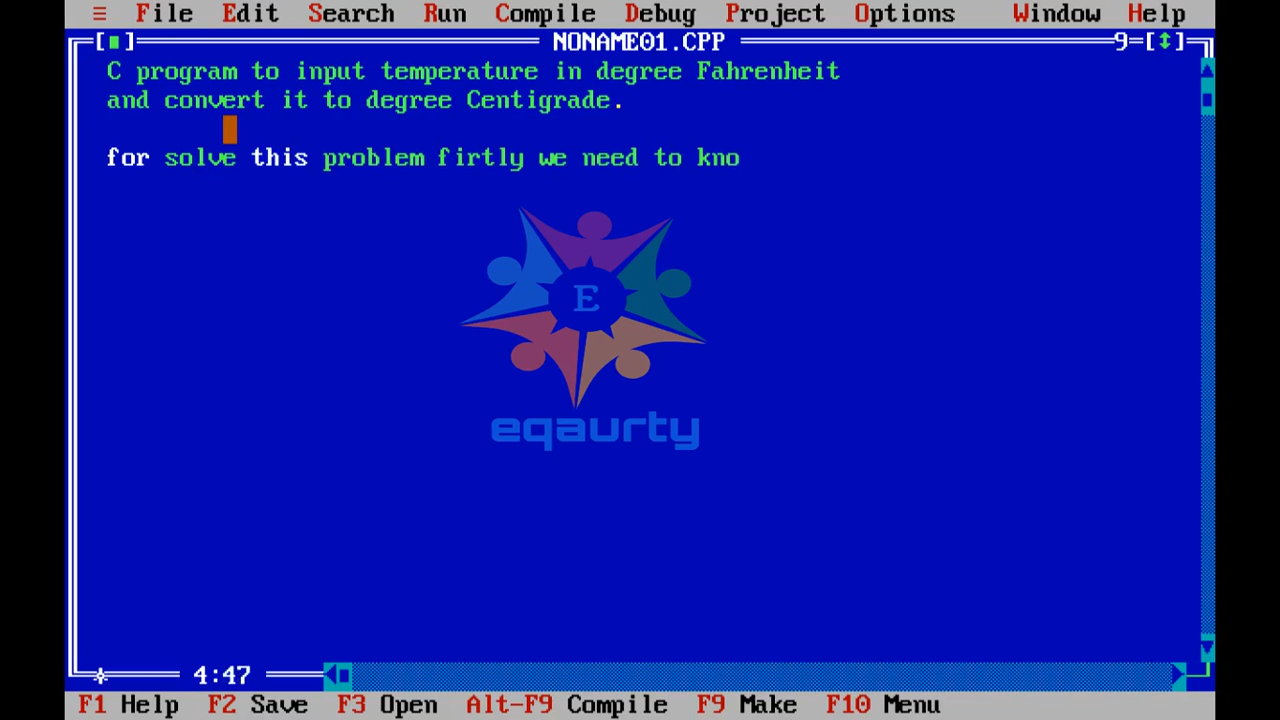 ≡ File Edit Search Run Compile Debug Project Options Window Help
NONAME01.CPP 9
C program to input temperature in degree Fahrenheit
and convert it to degree Centigrade.
for solve this problem firtly we need to kno
E
eqaurty
4:47
F1 Help F2 Save F3 Open Alt-F9 Compile F9 Make F10 Menu